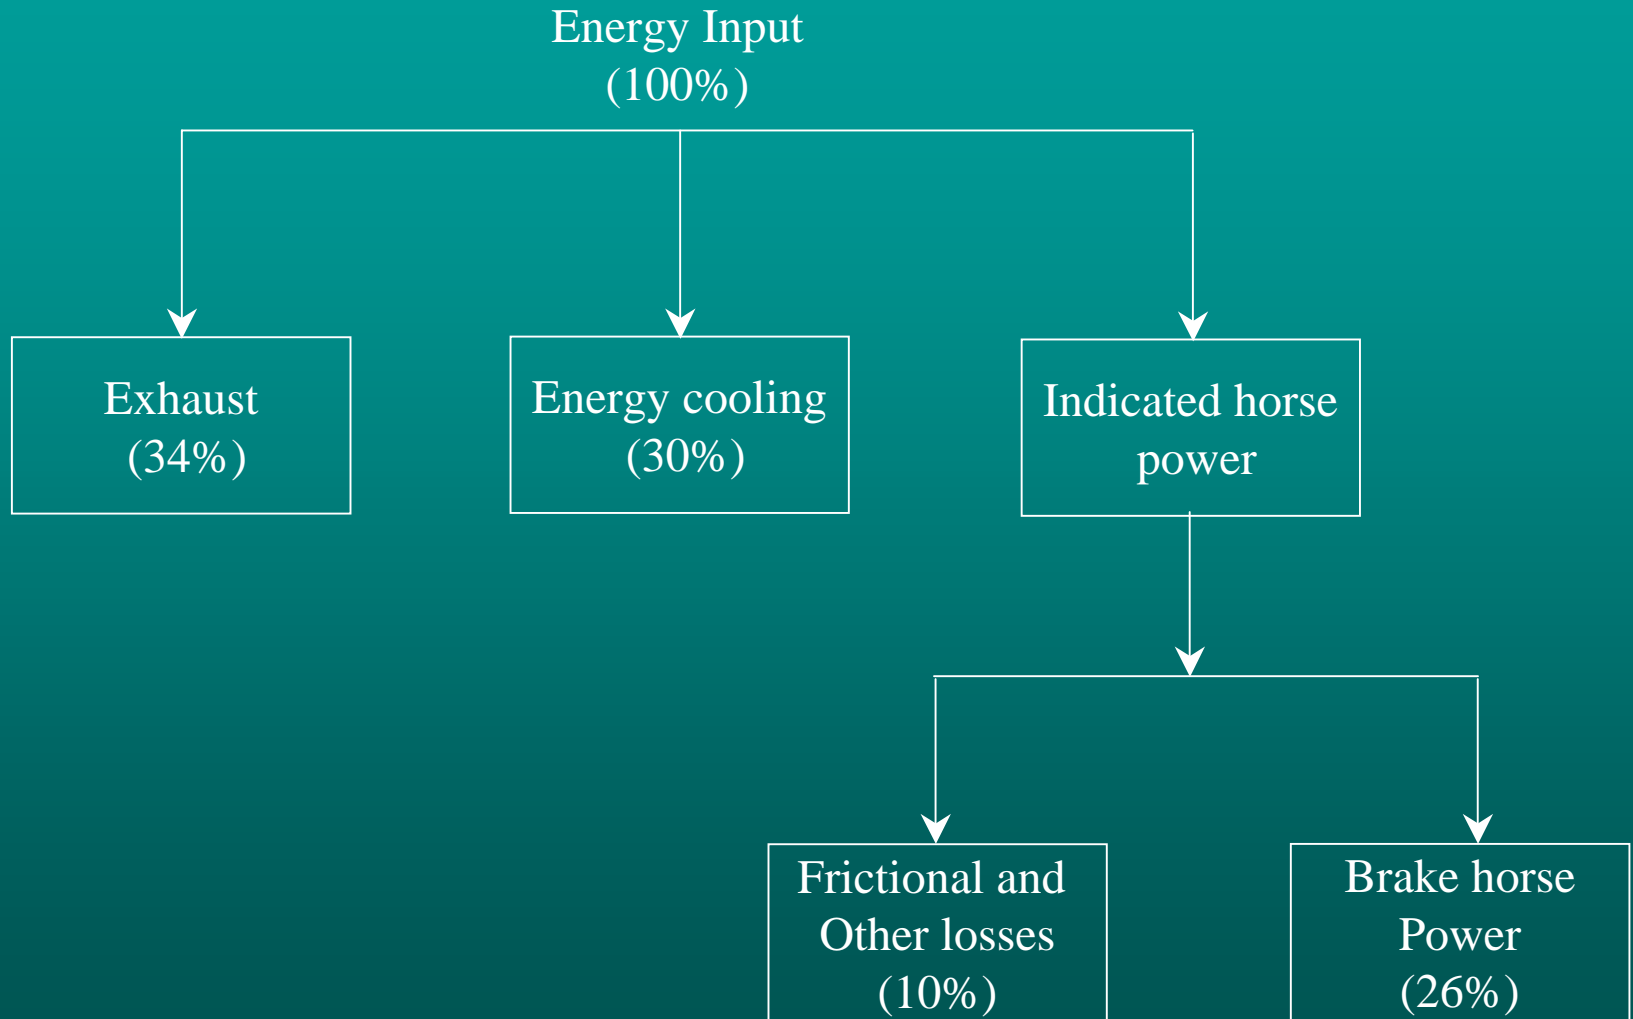 Energy Input
(100%)
Exhaust
(34%)
Energy cooling
(30%)
Indicated horse
power
Frictional and
Other losses
(10%)
Brake horse
Power
(26%)